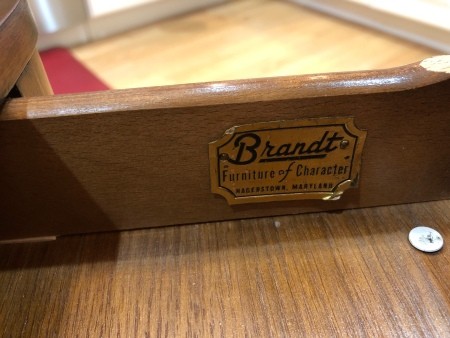 Brandt
Furniture of Character
HAGERSTOWN, MARYLAND